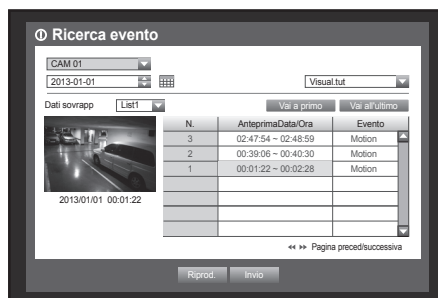 Ricerca evento
CAM 01
2013-01-01
Visual.tut
Dati sovrapp List1 Vai a primo Vai all'ultimo
N. AnteprimaData/Ora Evento
3 02:47:54 ~ 02:48:59 Motion
2 00:39:06 ~ 00:40:30 Motion
1 00:01:22 ~ 00:02:28 Motion
2013/01/01 00:01:22
Pagina preced/successiva
Riprod. Invio